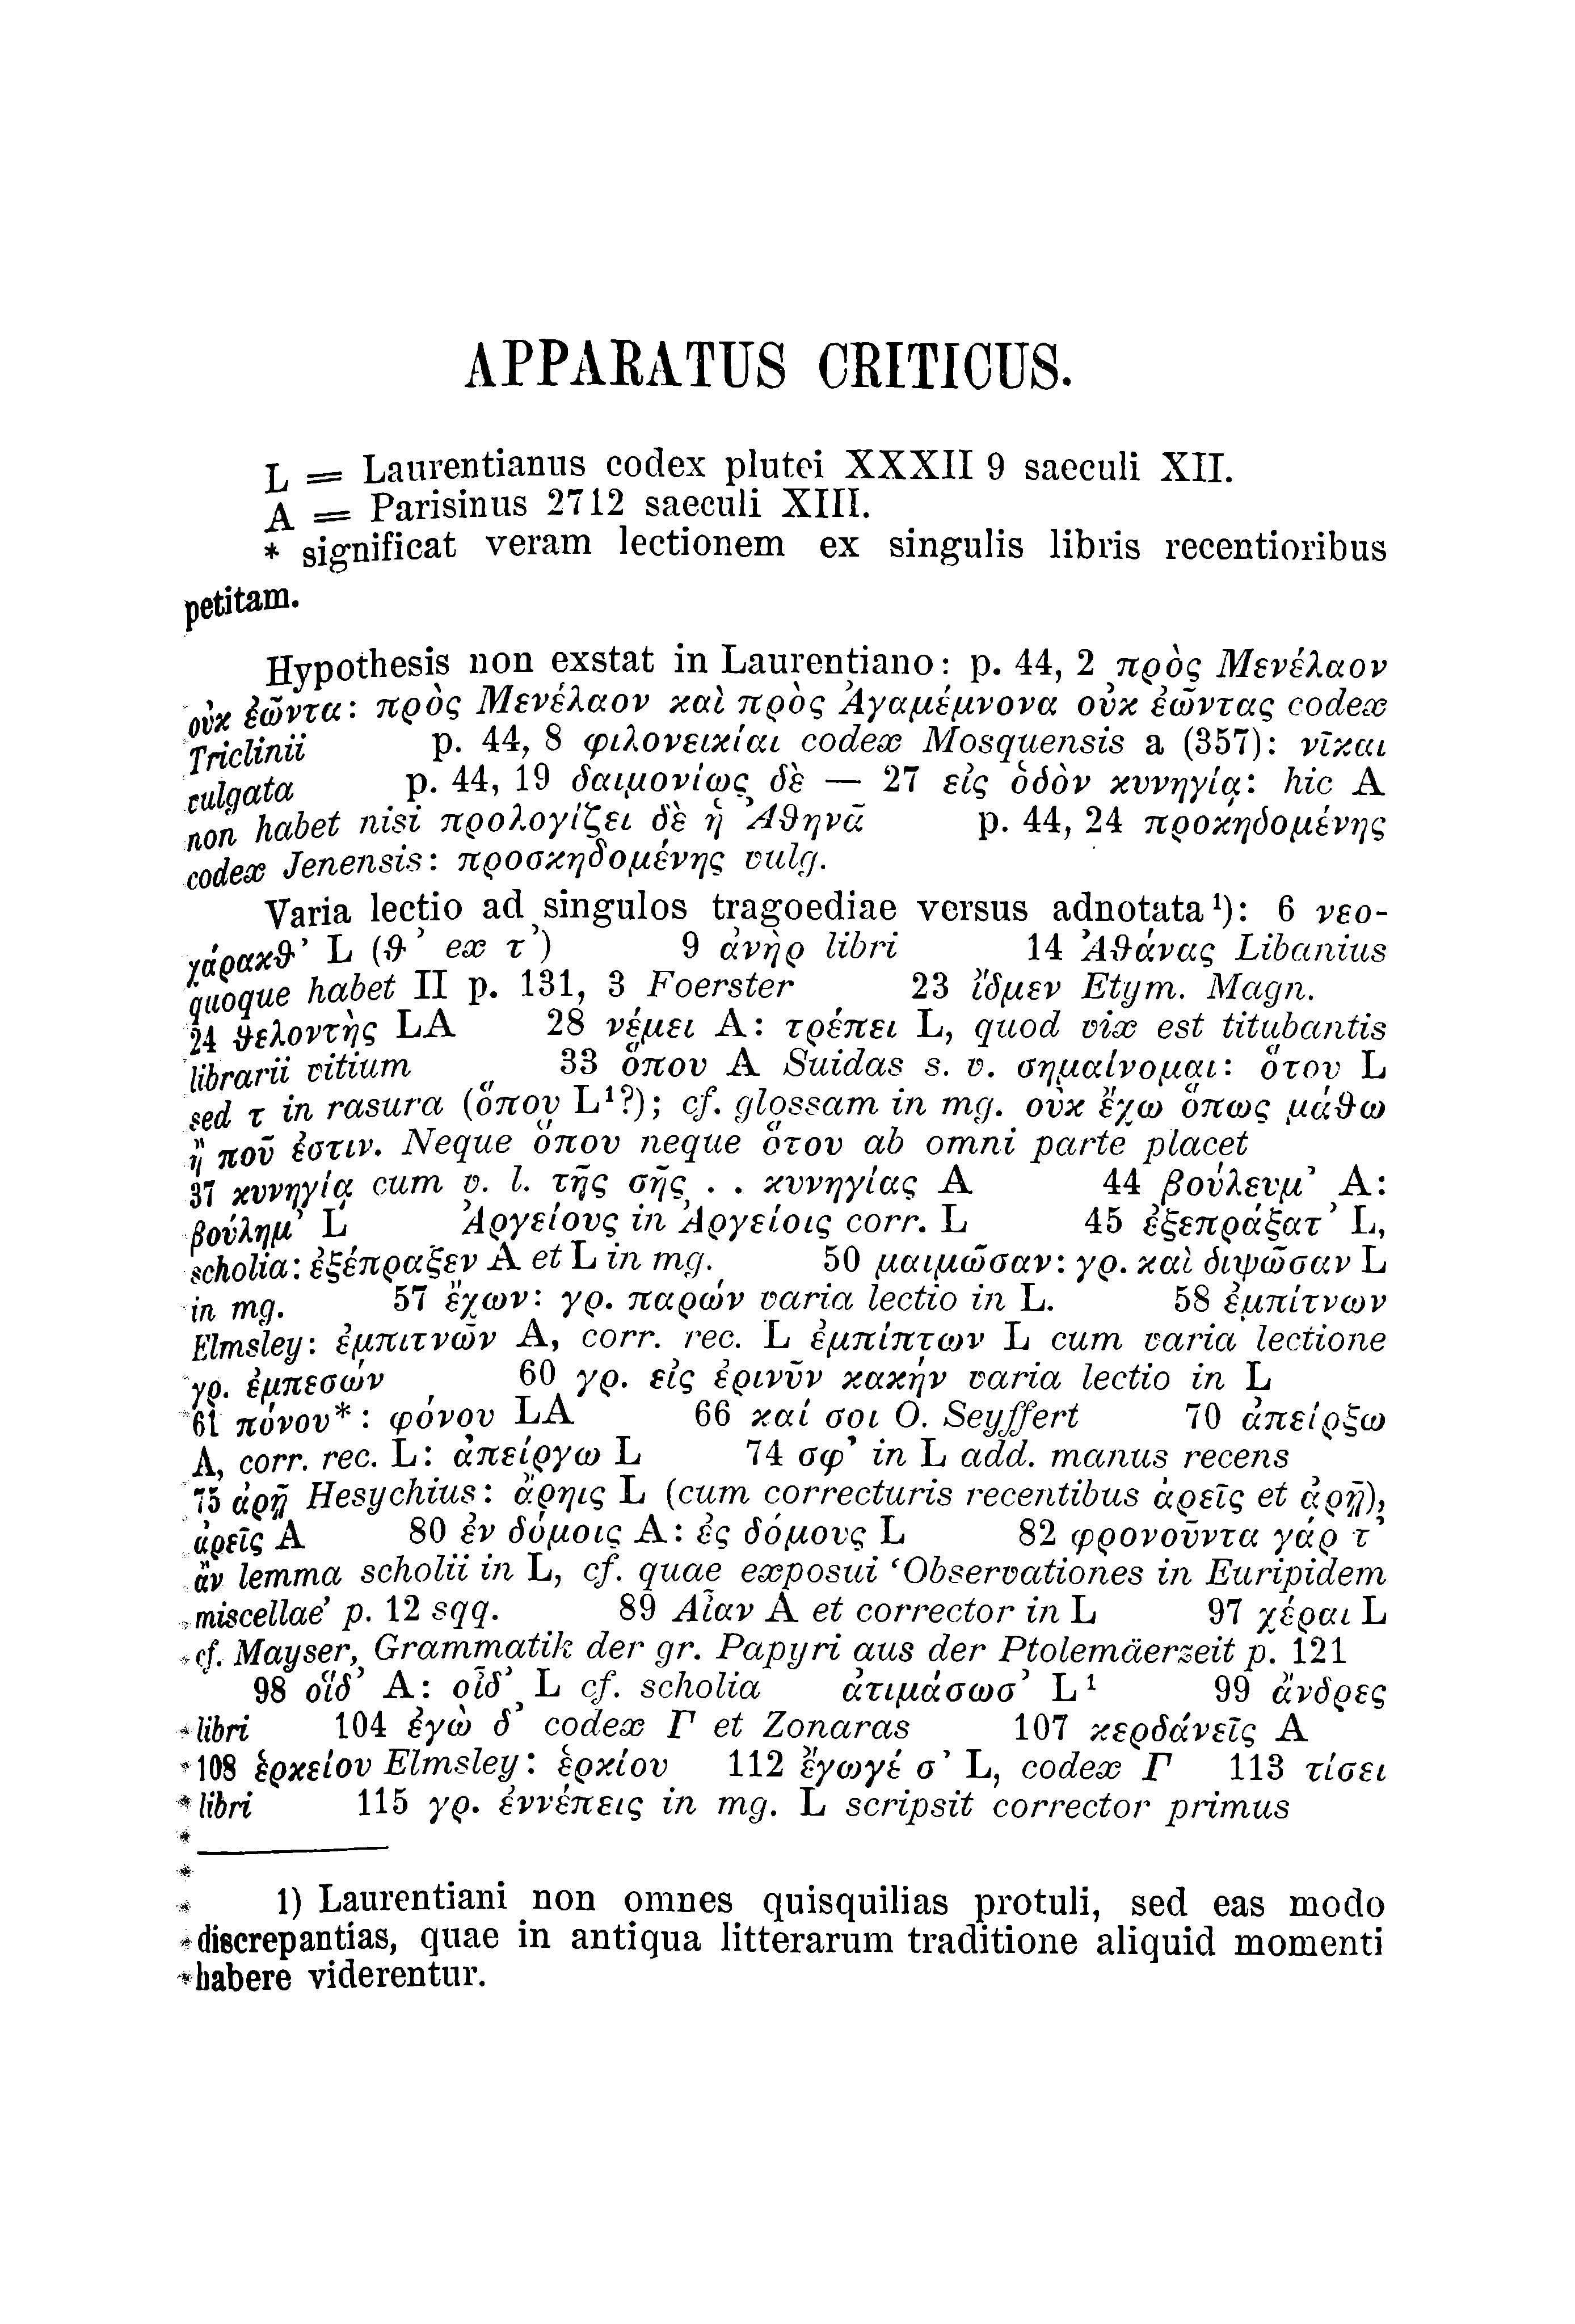 APPARATUS CRITICUS.
L = Laurentianus codex plutei XXXII 9 saeculi XII.
A = Parisinus 2712 saeculi XIII.
* significat veram lectionem ex singulis libris recentioribus
petitam.
Hypothesis non exstat in Laurentiano: p. 44, 2 πρὸς Μενέλαον
οὐκ ἐῶντα: πρὸς Μενέλαον καὶ πρὸς Ἀγαμέμνονα οὐκ ἐῶντας codex
Triclinii p. 44, 8 φιλονεικίαι codex Mosquensis a (357): νῖκαι
vulgata p. 44, 19 δαιμονίως δὲ — 27 εἰς ὁδὸν κυνηγίᾳ: hic A
non habet nisi προλογίζει δὲ ἡ Ἀθηνᾶ p. 44, 24 προκηδομένης
codex Jenensis: προσκηδομένης vulg.
Varia lectio ad singulos tragoediae versus adnotata¹): 6 νεο-
χάρακθ’ L (θ’ ex τ’) 9 ἀνὴρ libri 14 Ἀθάνας Libanius
quoque habet II p. 131, 3 Foerster 23 ἴδμεν Etym. Magn.
24 θελοντὴς LA 28 νέμει A: τρέπει L, quod vix est titubantis
librarii vitium 33 ὅπου A Suidas s. v. σημαίνομαι: ὅτου L
sed τ in rasura (ὅπου L¹?); cf. glossam in mg. οὐκ ἔχω ὅπως μάθω
ἢ ποῦ ἐστιν. Neque ὅπου neque ὅτου ab omni parte placet
37 κυνηγίᾳ cum v. l. τῆς σῆς . . κυνηγίας A 44 βούλευμ’ A:
βούλημ’ L Ἀργείους in Ἀργείοις corr. L 45 ἐξεπράξατ’ L,
scholia: ἐξέπραξεν A et L in mg. 50 μαιμῶσαν: γρ. καὶ διψῶσαν L
in mg. 57 ἔχων: γρ. παρών varia lectio in L. 58 ἐμπίτνων
Elmsley: ἐμπιτνῶν A, corr. rec. L ἐμπίπτων L cum varia lectione
γρ. ἐμπεσών 60 γρ. εἰς ἐρινῦν κακήν varia lectio in L
61 πόνου*: φόνου LA 66 καί σοι O. Seyffert 70 ἀπείρξω
A, corr. rec. L: ἀπείργω L 74 σφ’ in L add. manus recens
75 ἀρῇ Hesychius: ἄρηις L (cum correcturis recentibus ἀρεῖς et ἀρῇ),
ἀρεῖς A 80 ἐν δόμοις A: ἐς δόμους L 82 φρονοῦντα γάρ τ’
ἄν lemma scholii in L, cf. quae exposui ‘Observationes in Euripidem
miscellae’ p. 12 sqq. 89 Αἶαν A et corrector in L 97 χέραι L
cf. Mayser, Grammatik der gr. Papyri aus der Ptolemäerzeit p. 121
98 οἵδ’ A: οἶδ’ L cf. scholia ἀτιμάσωσ’ L¹ 99 ἄνδρες
libri 104 ἐγὼ δ’ codex Γ et Zonaras 107 κερδάνεῖς A
108 ἑρκείου Elmsley: ἑρκίου 112 ἔγωγέ σ’ L, codex Γ 113 τίσει
libri 115 γρ. ἐννέπεις in mg. L scripsit corrector primus
1) Laurentiani non omnes quisquilias protuli, sed eas modo
discrepantias, quae in antiqua litterarum traditione aliquid momenti
habere viderentur.